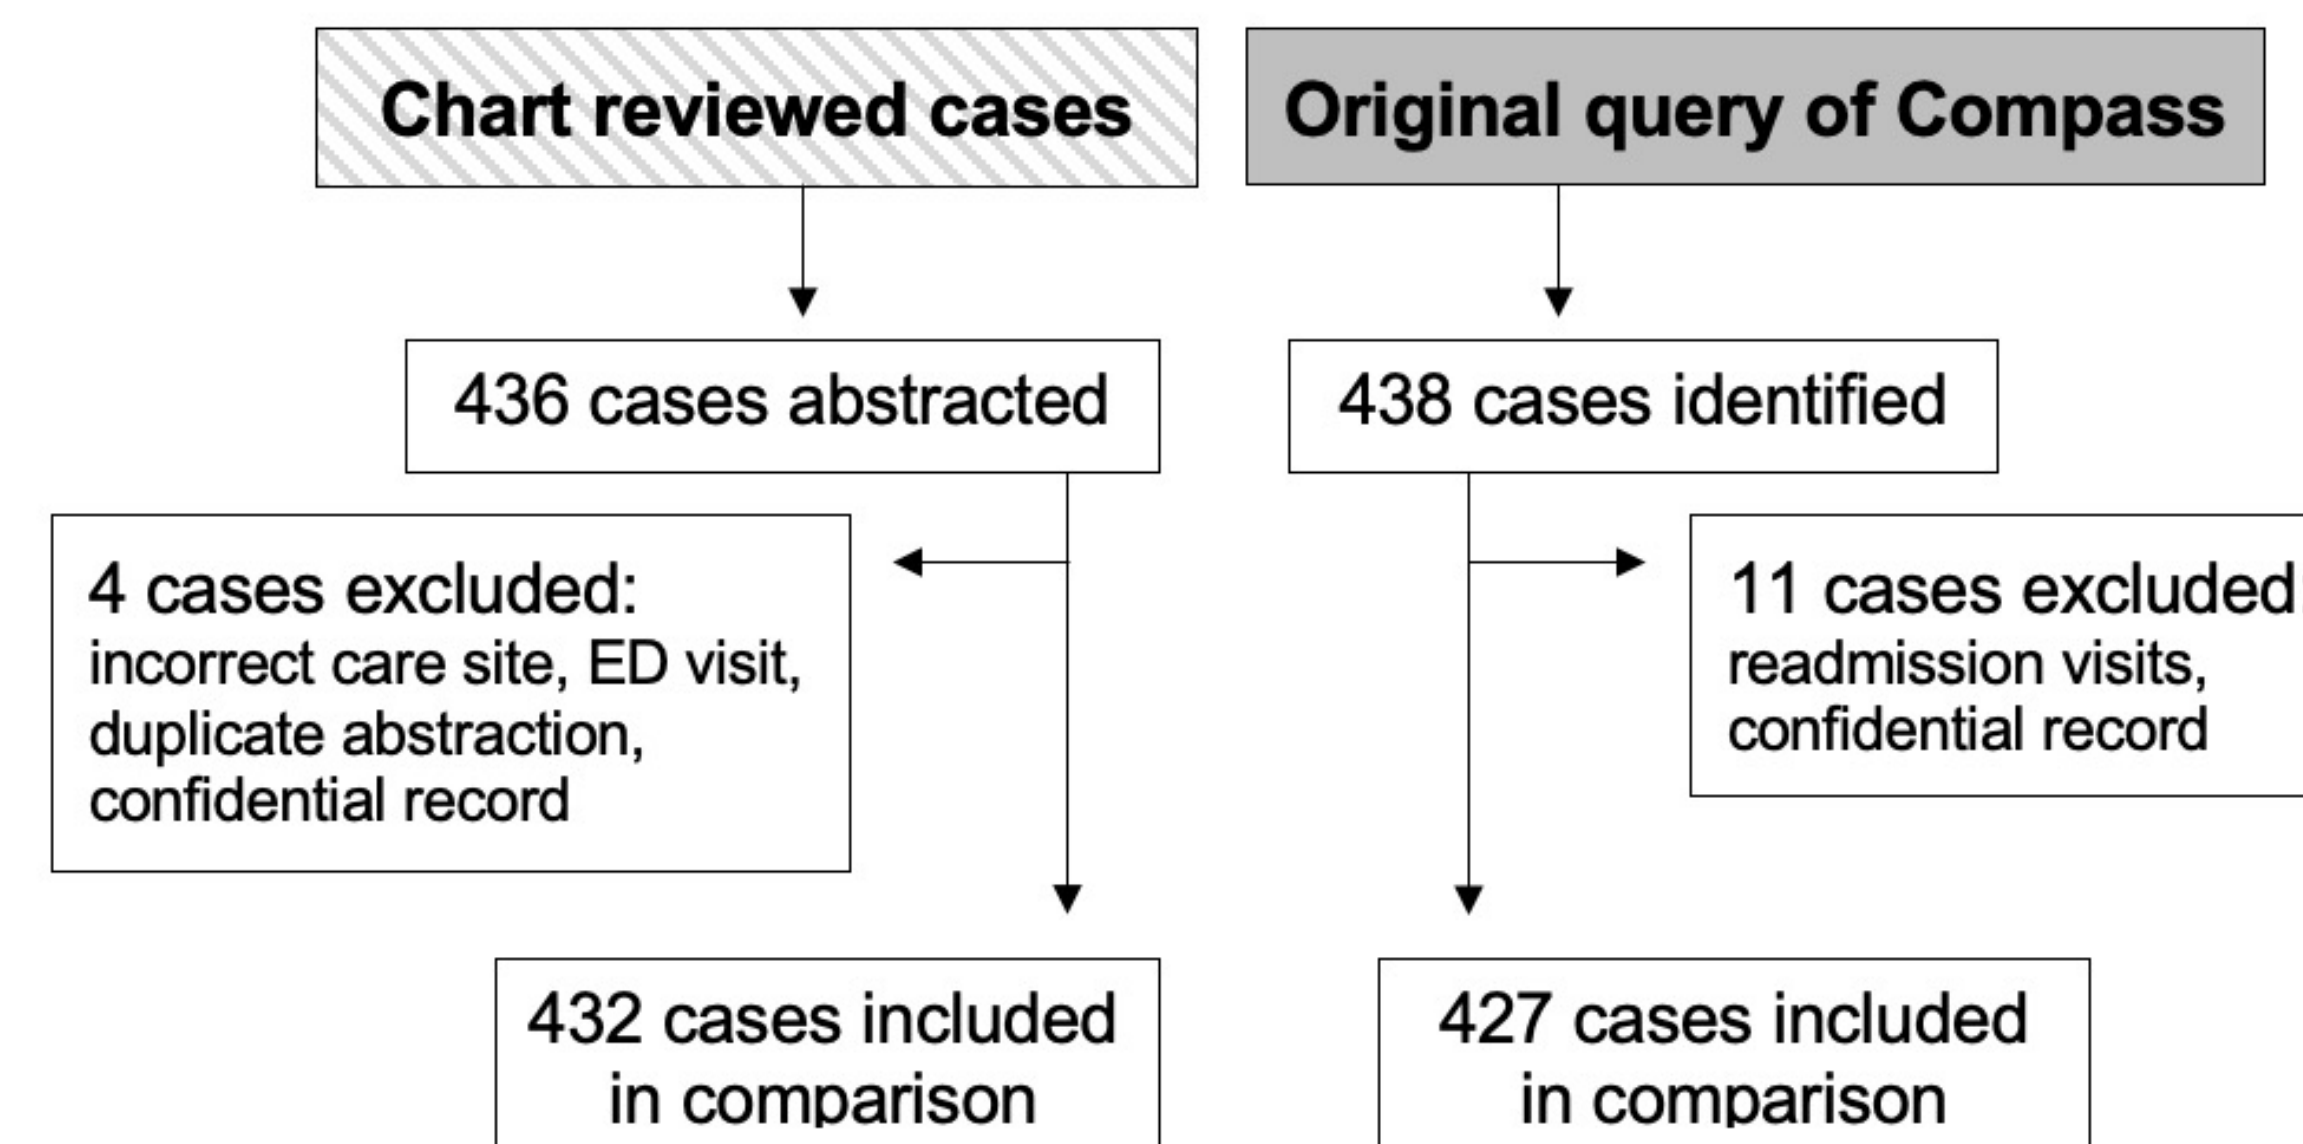 Chart reviewed cases
Original query of Compass
436 cases abstracted
438 cases identified
4 cases excluded:
incorrect care site, ED visit,
duplicate abstraction,
confidential record
11 cases excluded:
readmission visits,
confidential record
432 cases included
in comparison
427 cases included
in comparison